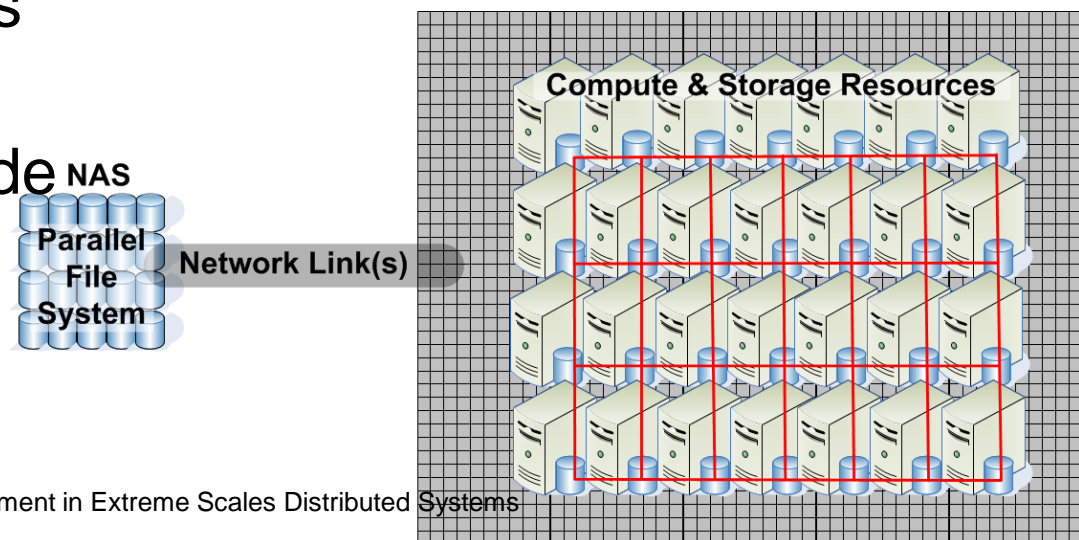 s
de
NAS
Parallel
File
System
Network Link(s)
Compute & Storage Resources
ment in Extreme Scales Distributed Systems